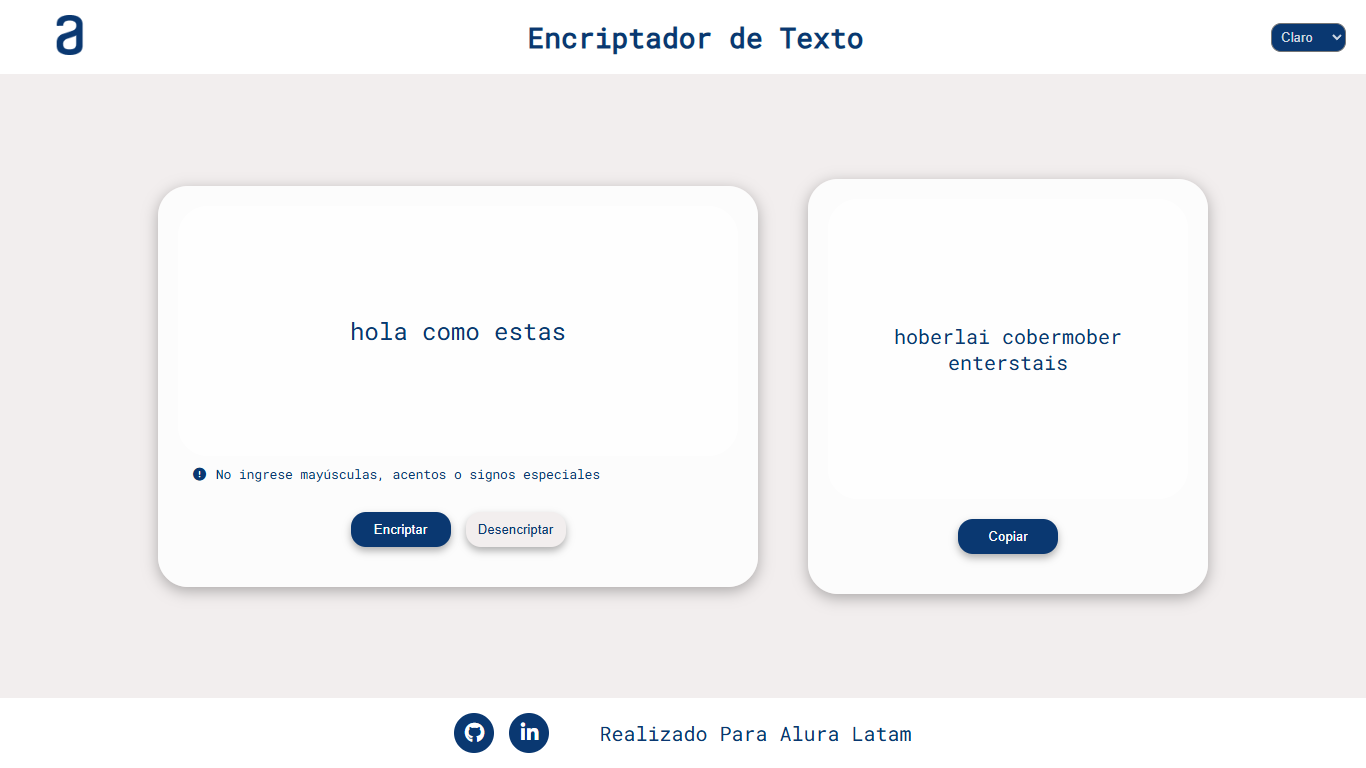 a
Encriptador de Texto
Claro
hola como estas
No ingrese mayúsculas, acentos o signos especiales
Encriptar
Desencriptar
hoberlai cobermober
enterstais
Copiar
in
Realizado Para Alura Latam